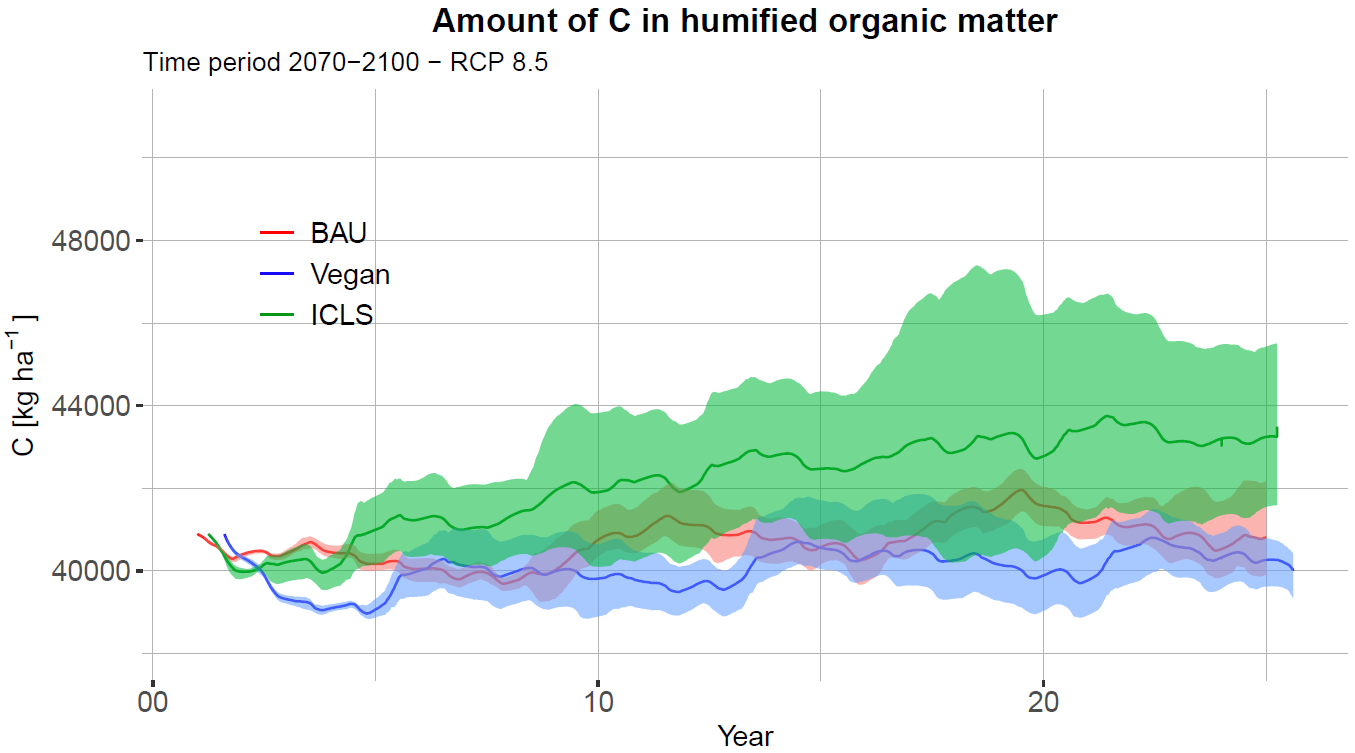 Amount of C in humified organic matter
Time period 2070−2100 − RCP 8.5
C [kg ha⁻¹ ]
48000
44000
40000
BAU
Vegan
ICLS
00
10
20
Year